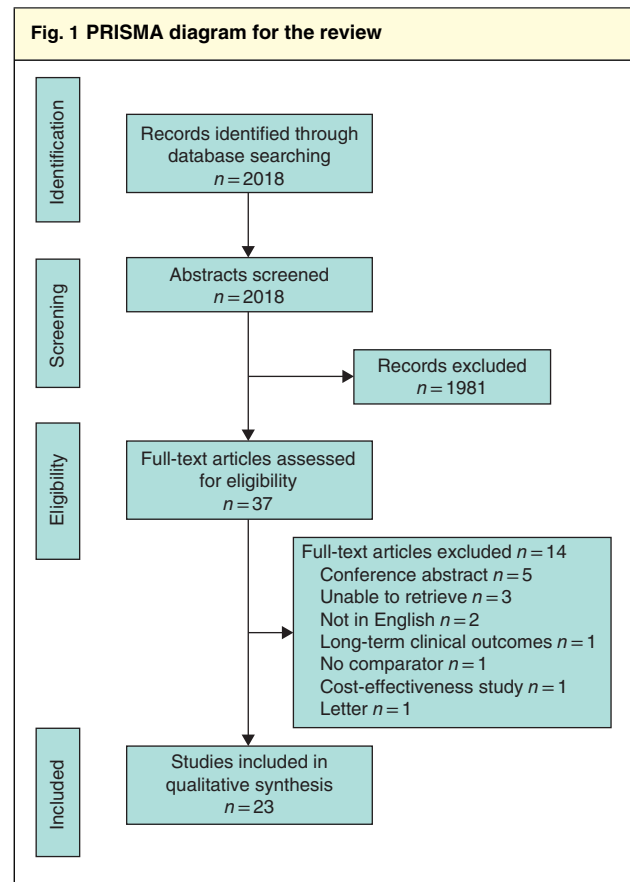 Fig. 1 PRISMA diagram for the review
Identification
Records identified through
database searching
n = 2018
Screening
Abstracts screened
n = 2018
Records excluded
n = 1981
Eligibility
Full-text articles assessed
for eligibility
n = 37
Full-text articles excluded n = 14
Conference abstract n = 5
Unable to retrieve n = 3
Not in English n = 2
Long-term clinical outcomes n = 1
No comparator n = 1
Cost-effectiveness study n = 1
Letter n = 1
Included
Studies included in
qualitative synthesis
n = 23